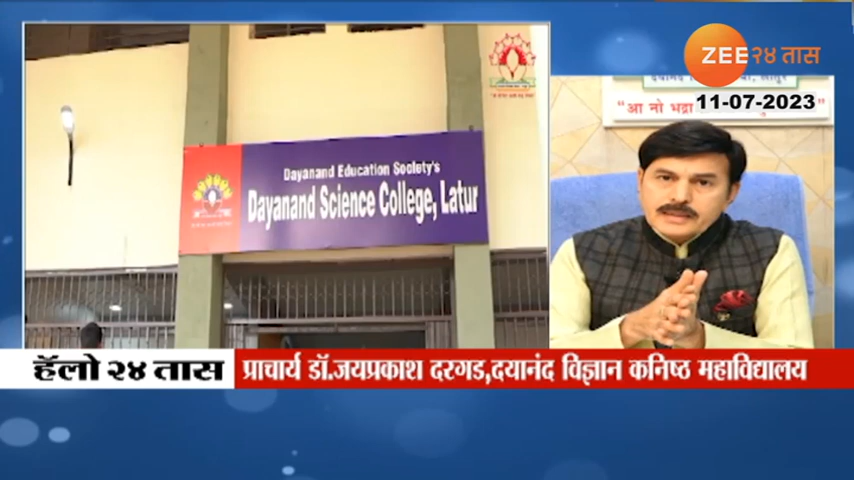 ZEE २४ तास
11-07-2023
"आ नो भद्रा
Dayanand Education Society's
Dayanand Science College, Latur
हॅलो २४ तास
प्राचार्य डॉ.जयप्रकाश दरगड,दयानंद विज्ञान कनिष्ठ महाविद्यालय